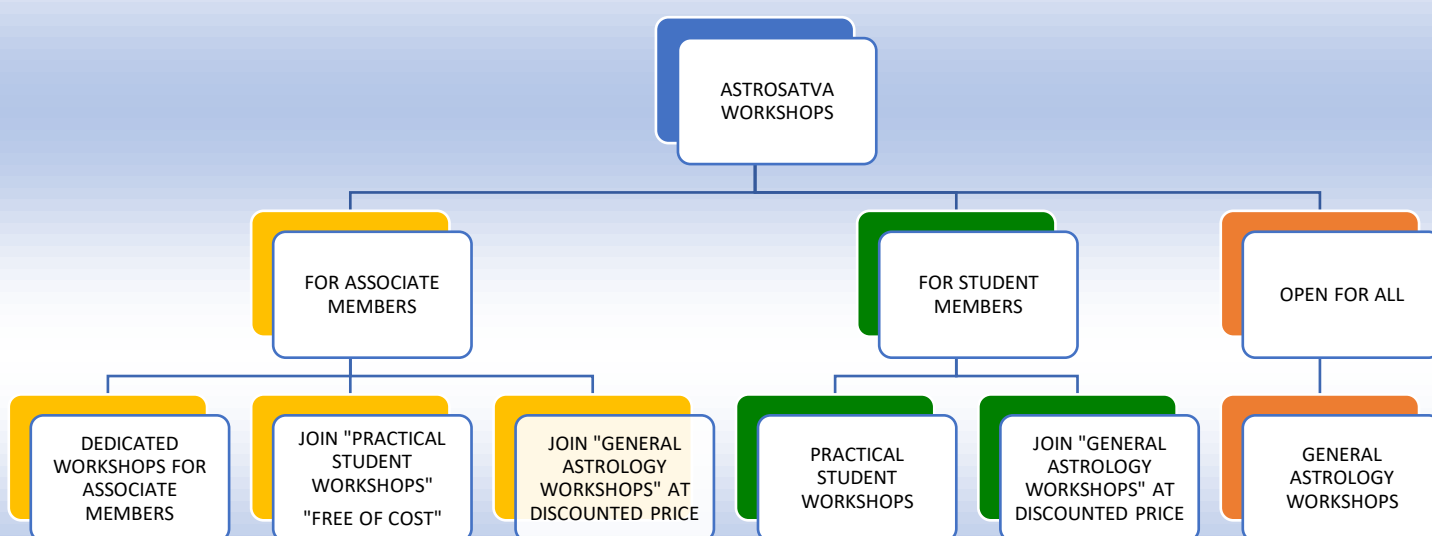 ASTROSATVA
WORKSHOPS
FOR ASSOCIATE
MEMBERS
FOR STUDENT
MEMBERS
OPEN FOR ALL
DEDICATED
WORKSHOPS FOR
ASSOCIATE
MEMBERS
JOIN "PRACTICAL
STUDENT
WORKSHOPS"
"FREE OF COST"
JOIN "GENERAL
ASTROLOGY
WORKSHOPS" AT
DISCOUNTED PRICE
PRACTICAL
STUDENT
WORKSHOPS
JOIN "GENERAL
ASTROLOGY
WORKSHOPS" AT
DISCOUNTED PRICE
GENERAL
ASTROLOGY
WORKSHOPS